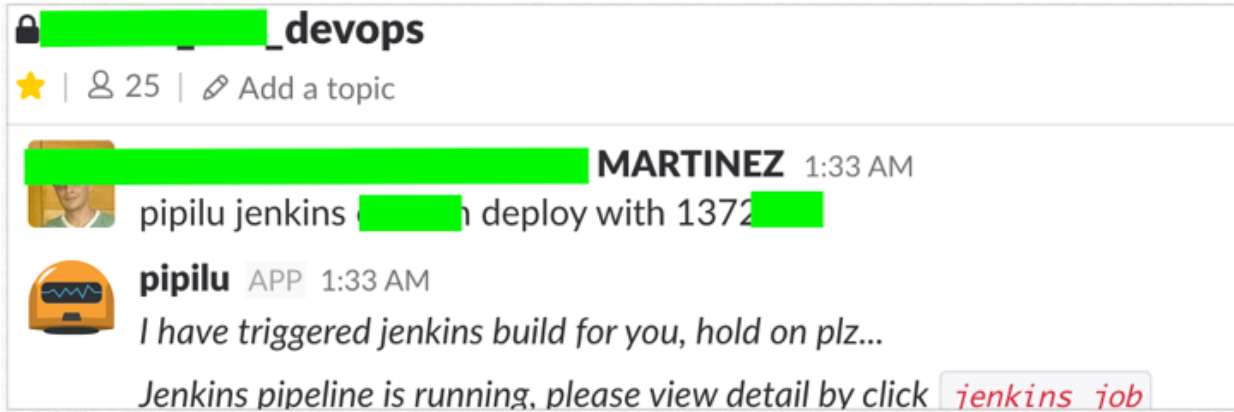 _devops
25 Add a topic
MARTINEZ 1:33 AM
pipilu jenkins deploy with 1372
pipilu APP 1:33 AM
I have triggered jenkins build for you, hold on plz...
Jenkins pipeline is running, please view detail by click jenkins job